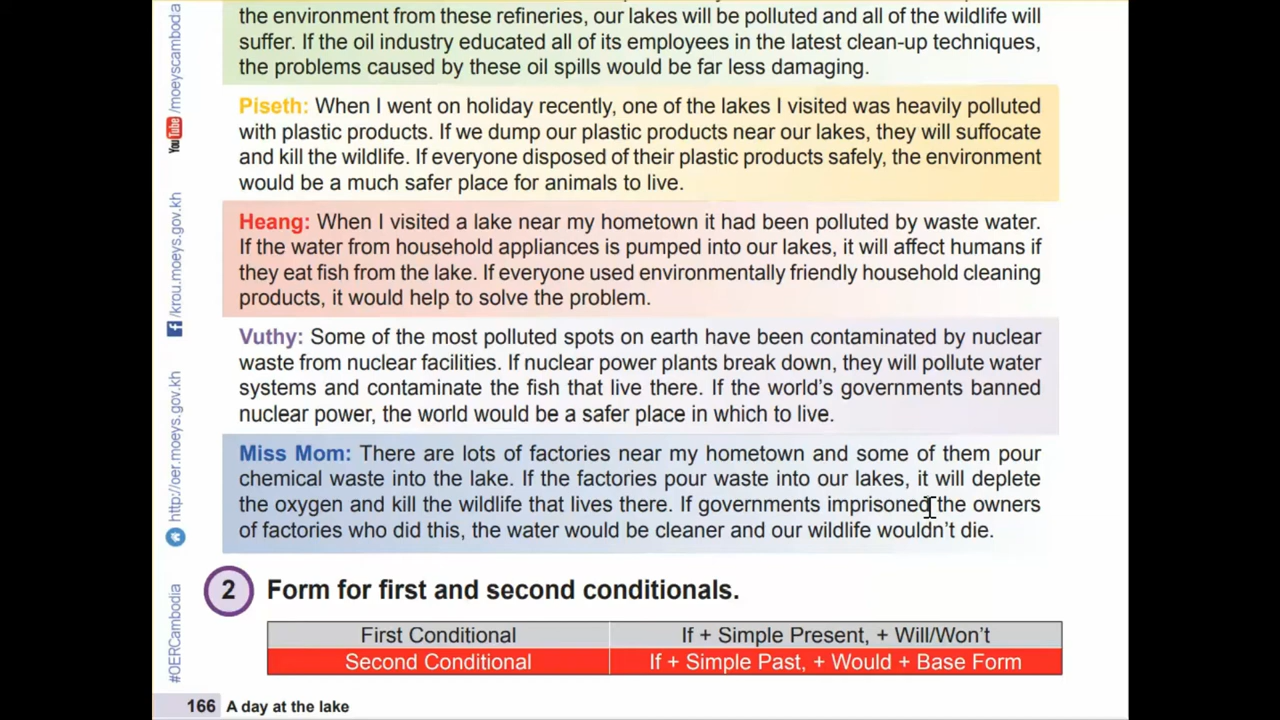 the environment from these refineries, our lakes will be polluted and all of the wildlife will
suffer. If the oil industry educated all of its employees in the latest clean-up techniques,
the problems caused by these oil spills would be far less damaging.
Piseth: When I went on holiday recently, one of the lakes I visited was heavily polluted
with plastic products. If we dump our plastic products near our lakes, they will suffocate
and kill the wildlife. If everyone disposed of their plastic products safely, the environment
would be a much safer place for animals to live.
Heang: When I visited a lake near my hometown it had been polluted by waste water.
If the water from household appliances is pumped into our lakes, it will affect humans if
they eat fish from the lake. If everyone used environmentally friendly household cleaning
products, it would help to solve the problem.
Vuthy: Some of the most polluted spots on earth have been contaminated by nuclear
waste from nuclear facilities. If nuclear power plants break down, they will pollute water
systems and contaminate the fish that live there. If the world's governments banned
nuclear power, the world would be a safer place in which to live.
Miss Mom: There are lots of factories near my hometown and some of them pour
chemical waste into the lake. If the factories pour waste into our lakes, it will deplete
the oxygen and kill the wildlife that lives there. If governments imprisoned the owners
of factories who did this, the water would be cleaner and our wildlife wouldn't die.
2 Form for first and second conditionals.
First Conditional If + Simple Present, + Will/Won't
Second Conditional If + Simple Past, + Would + Base Form
166 A day at the lake
#OERCambodia
http://oer.moeys.gov.kh
f /krou.moeys.gov.kh
YouTube /moeyscamboda